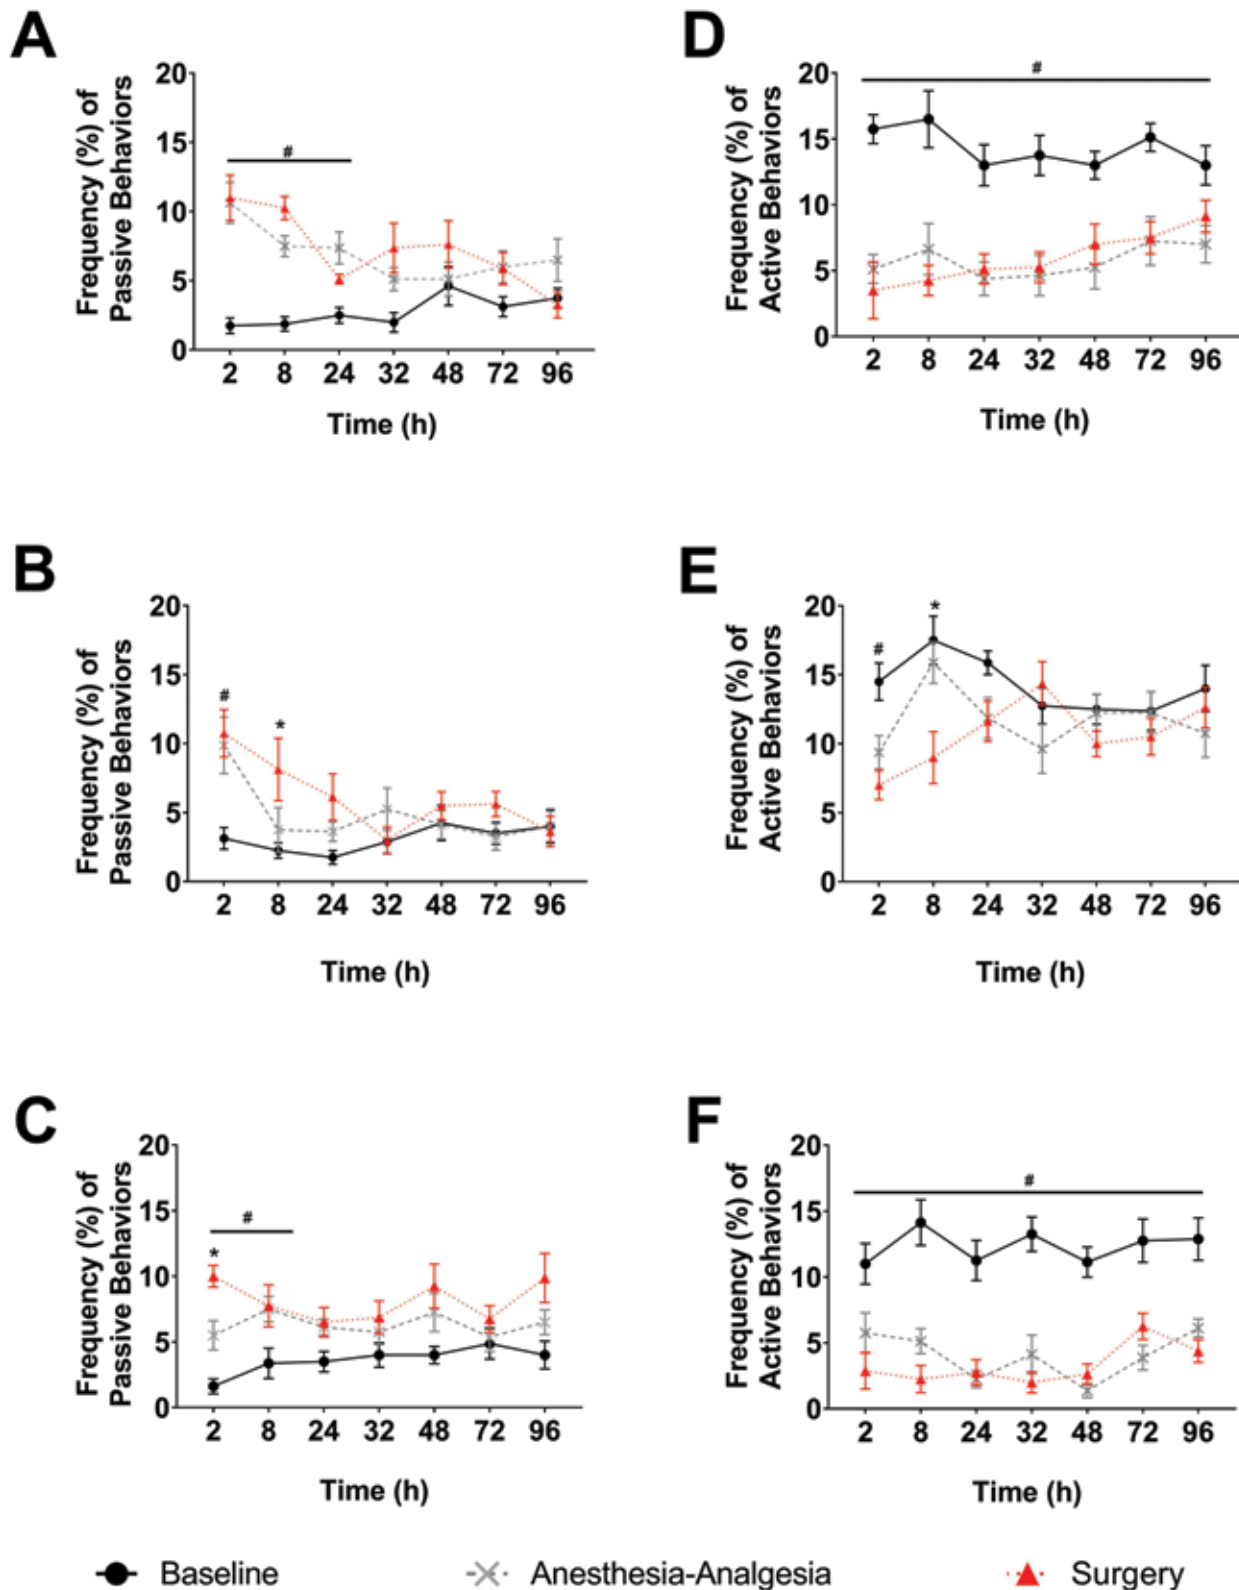 A
Frequency (%) of
Passive Behaviors
20
15
10
5
0
#
2 8 24 32 48 72 96
Time (h)
D
Frequency (%) of
Active Behaviors
20
15
10
5
0
#
2 8 24 32 48 72 96
Time (h)
B
Frequency (%) of
Passive Behaviors
20
15
10
5
0
#
*
2 8 24 32 48 72 96
Time (h)
E
Frequency (%) of
Active Behaviors
20
15
10
5
0
#
*
2 8 24 32 48 72 96
Time (h)
C
Frequency (%) of
Passive Behaviors
20
15
10
5
0
#
*
2 8 24 32 48 72 96
Time (h)
F
Frequency (%) of
Active Behaviors
20
15
10
5
0
#
2 8 24 32 48 72 96
Time (h)
Baseline Anesthesia-Analgesia Surgery